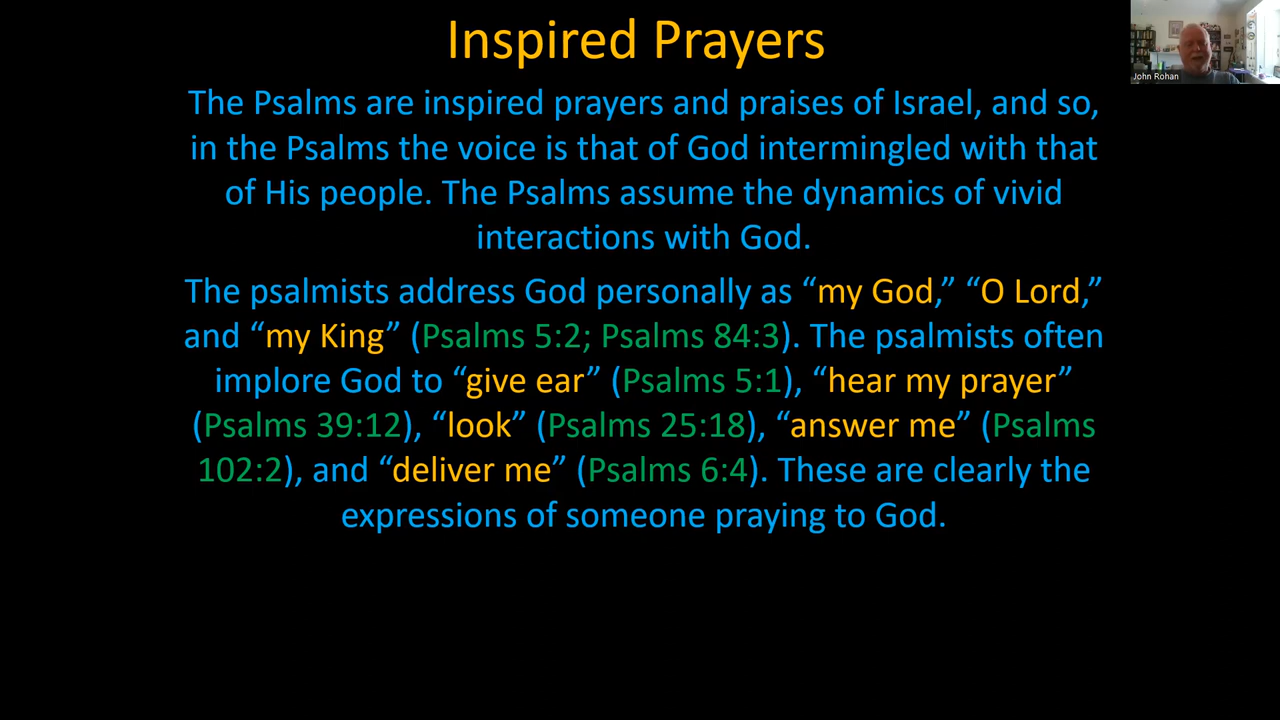 Inspired Prayers
John Rohan
The Psalms are inspired prayers and praises of Israel, and so,
in the Psalms the voice is that of God intermingled with that
of His people. The Psalms assume the dynamics of vivid
interactions with God.
The psalmists address God personally as “my God,” “O Lord,”
and “my King” (Psalms 5:2; Psalms 84:3). The psalmists often
implore God to “give ear” (Psalms 5:1), “hear my prayer”
(Psalms 39:12), “look” (Psalms 25:18), “answer me” (Psalms
102:2), and “deliver me” (Psalms 6:4). These are clearly the
expressions of someone praying to God.